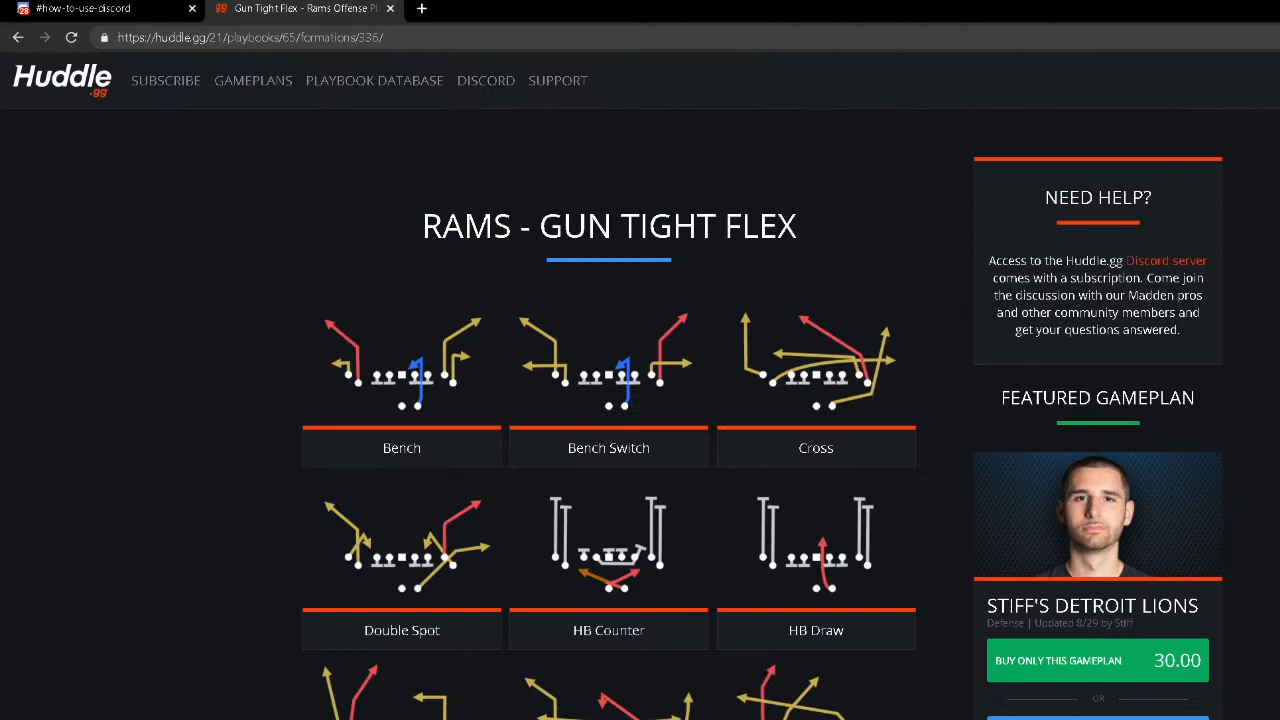 28
#how-to-use-discord
gg
Gun Tight Flex - Rams Offense Pl
https://huddle.gg/21/playbooks/65/formations/336/
Huddle
.gg
SUBSCRIBE
GAMEPLANS
PLAYBOOK DATABASE
DISCORD
SUPPORT
RAMS - GUN TIGHT FLEX
Bench
Bench Switch
Cross
Double Spot
HB Counter
HB Draw
NEED HELP?
Access to the Huddle.gg Discord server
comes with a subscription. Come join
the discussion with our Madden pros
and other community members and
get your questions answered.
FEATURED GAMEPLAN
STIFF'S DETROIT LIONS
Defense | Updated 8/29 by Stiff
BUY ONLY THIS GAMEPLAN 30.00
OR